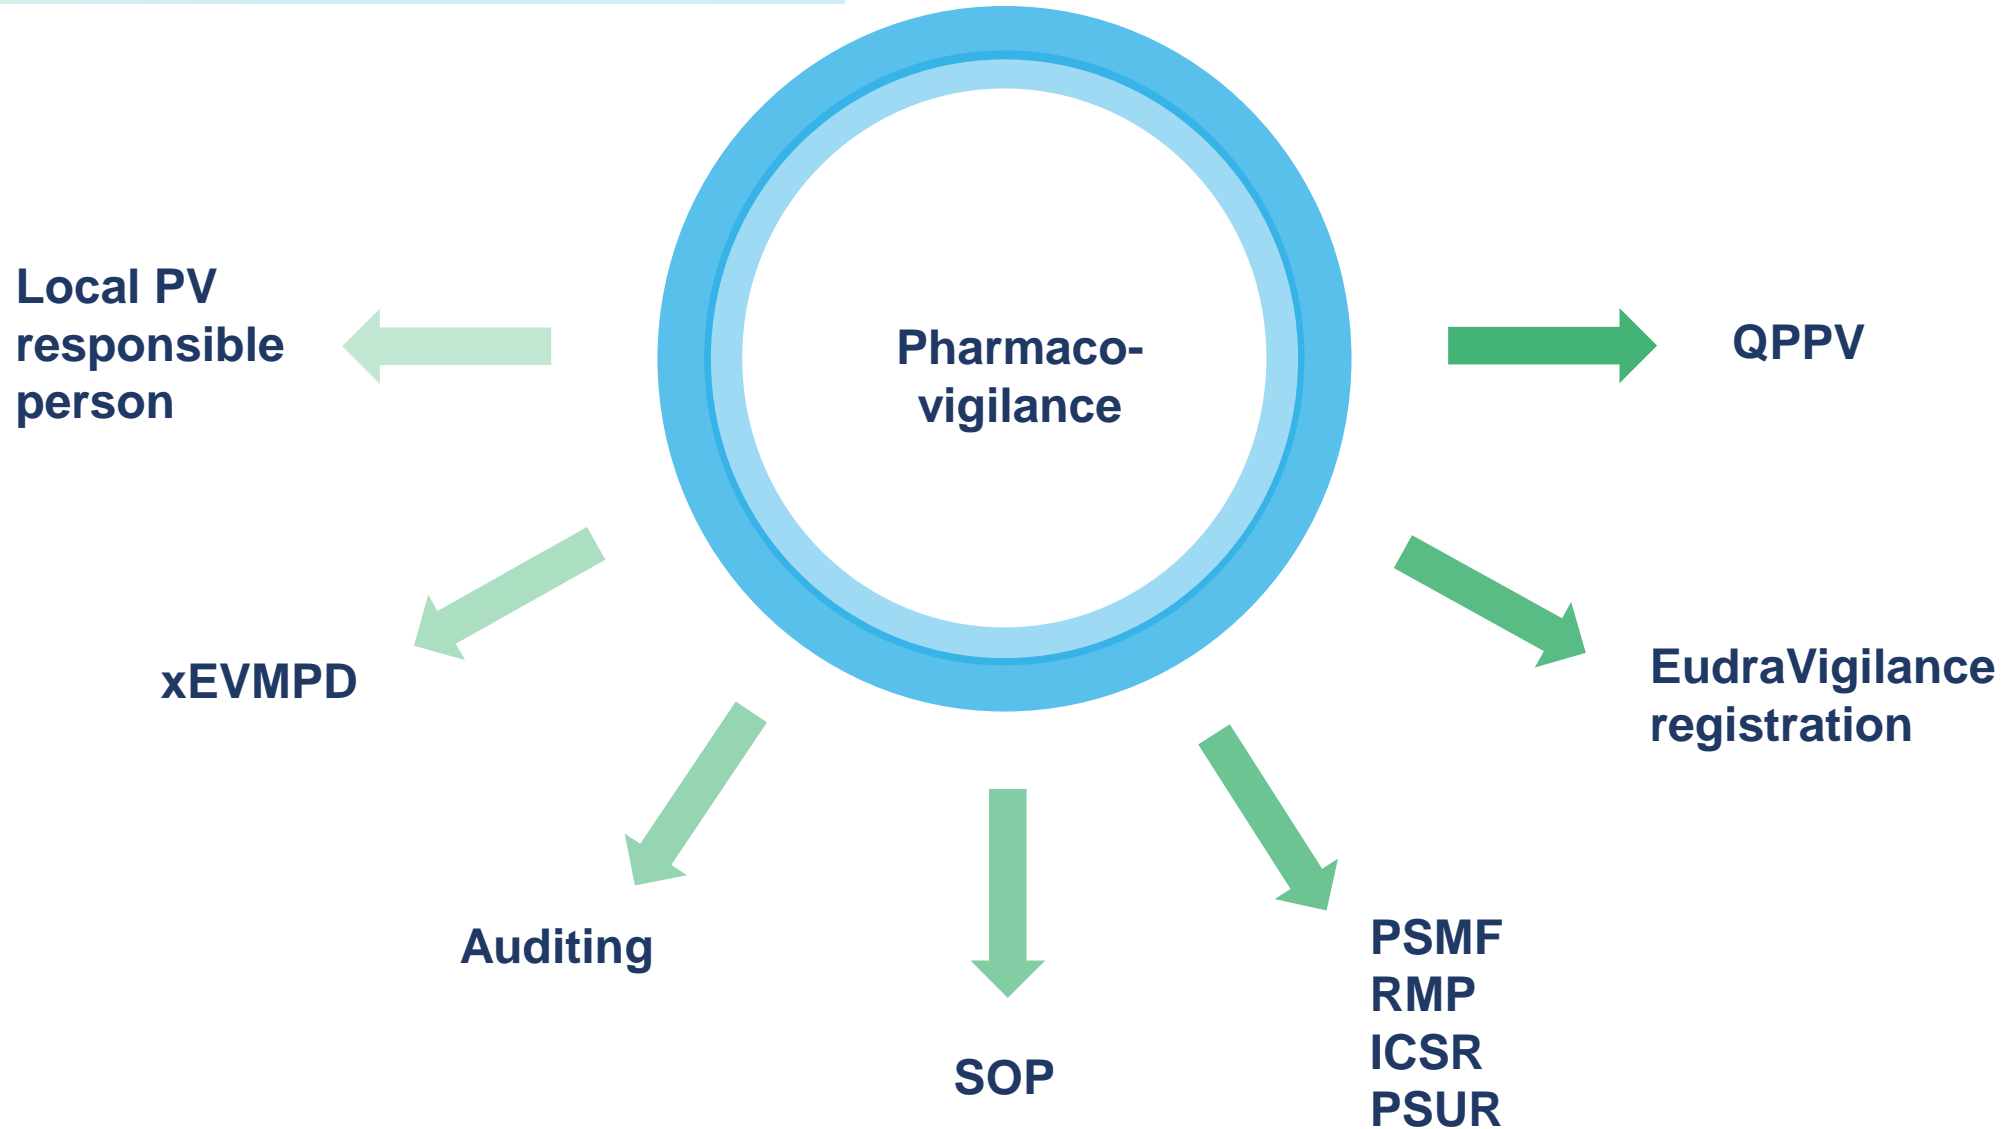 Pharmaco-
vigilance
Local PV
responsible
person
QPPV
xEVMPD
EudraVigilance
registration
Auditing
SOP
PSMF
RMP
ICSR
PSUR